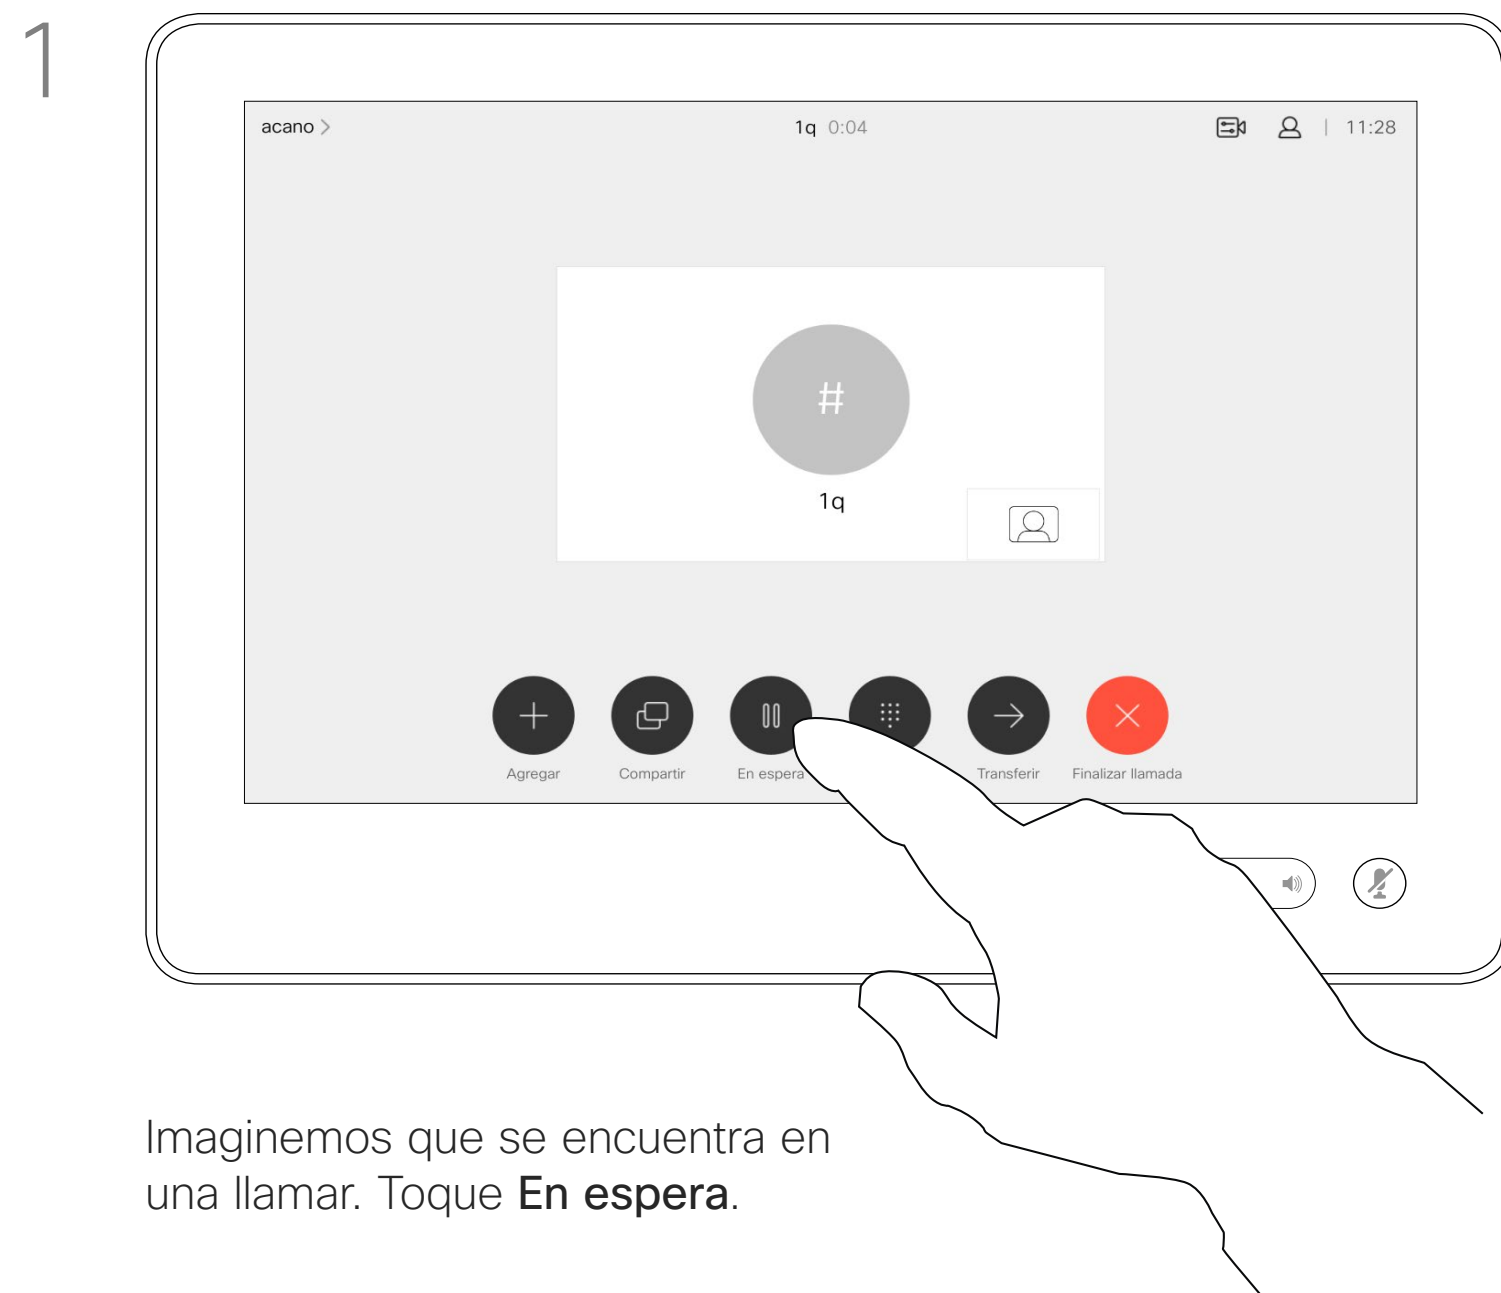 1
acano > 1q 0:04 | 11:28
#
1q
Agregar Compartir En espera Transferir Finalizar llamada
Imaginemos que se encuentra en
una llamar. Toque En espera.